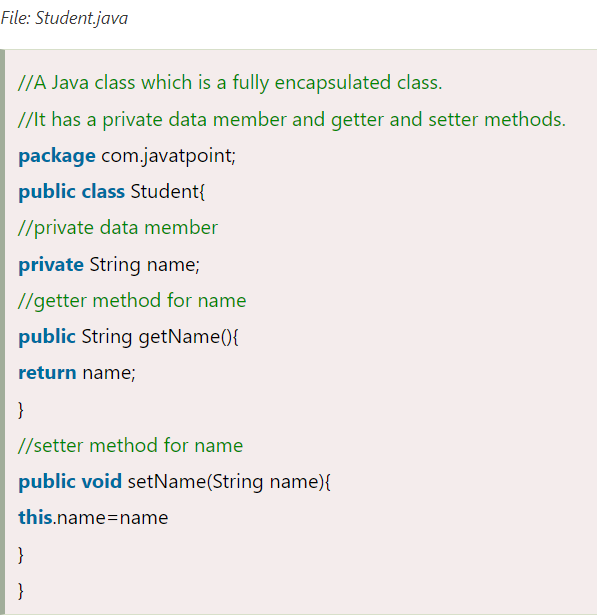 File: Student.java
//A Java class which is a fully encapsulated class.
//It has a private data member and getter and setter methods.
package com.javatpoint;
public class Student{
//private data member
private String name;
//getter method for name
public String getName(){
return name;
}
//setter method for name
public void setName(String name){
this.name=name
}
}